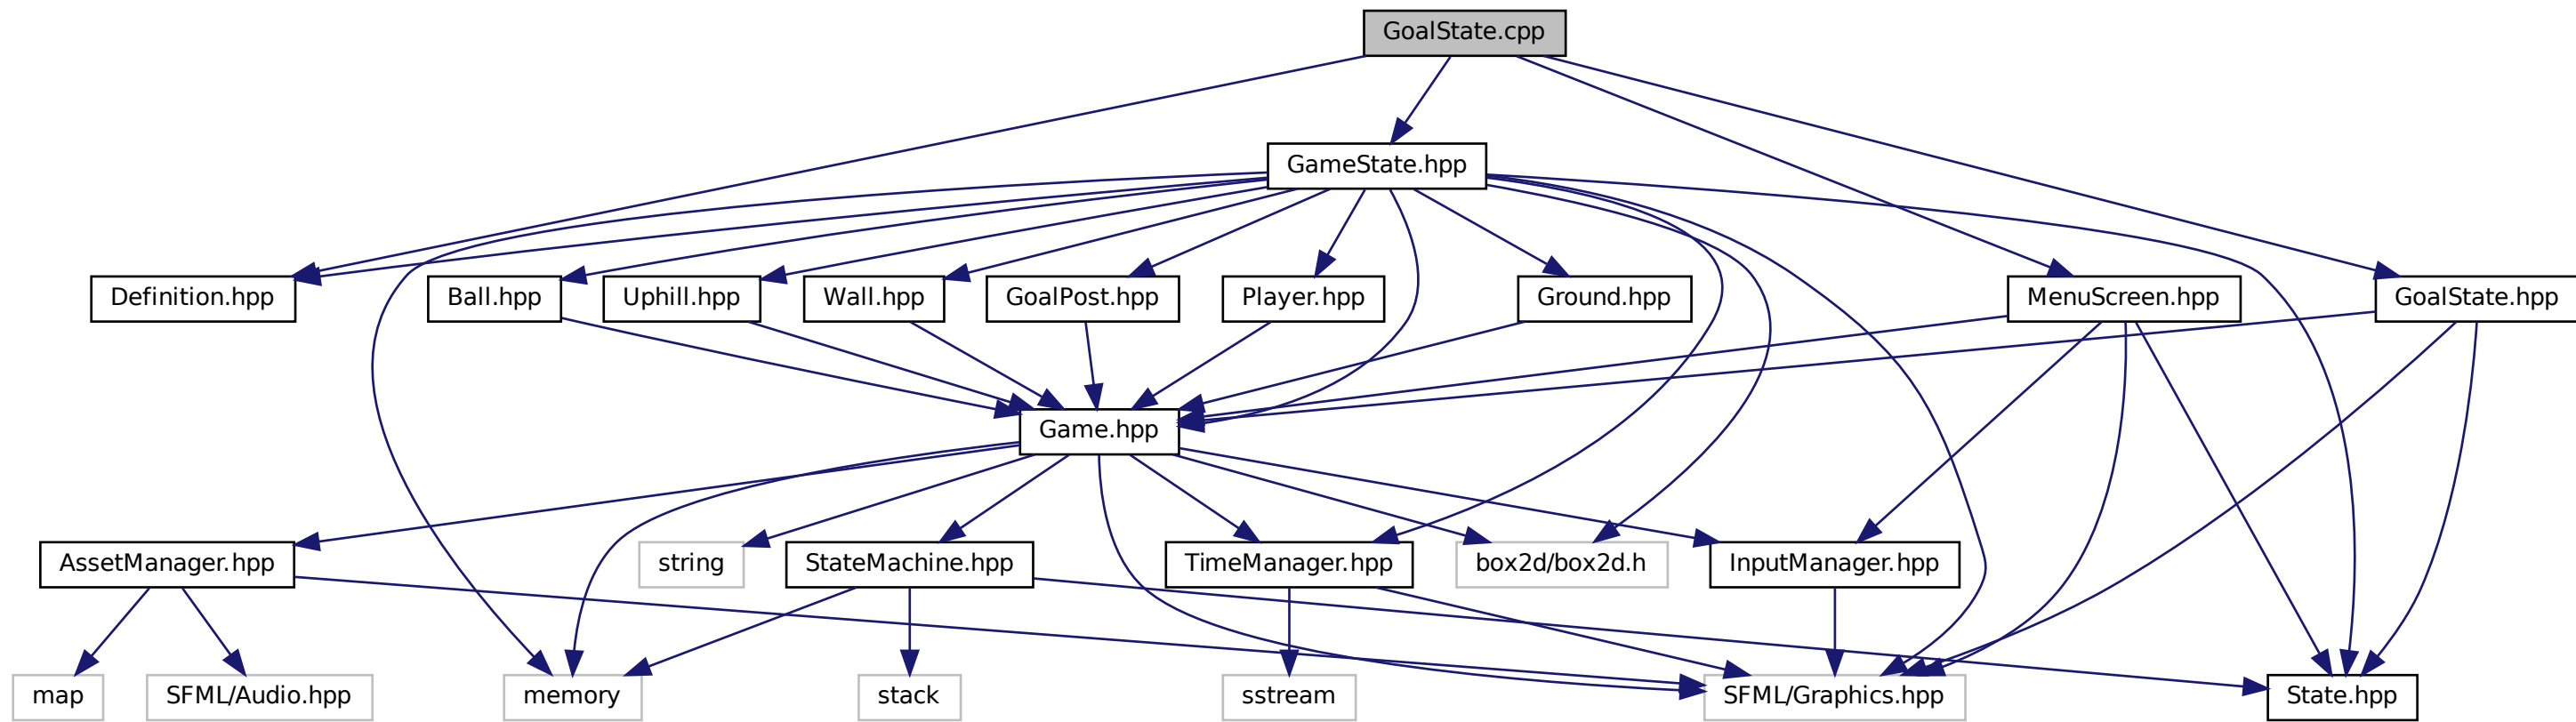 GoalState.cpp
GameState.hpp
Definition.hpp
Ball.hpp
Uphill.hpp
Wall.hpp
GoalPost.hpp
Player.hpp
Ground.hpp
MenuScreen.hpp
GoalState.hpp
Game.hpp
AssetManager.hpp
string
StateMachine.hpp
TimeManager.hpp
box2d/box2d.h
InputManager.hpp
map
SFML/Audio.hpp
memory
stack
sstream
SFML/Graphics.hpp
State.hpp